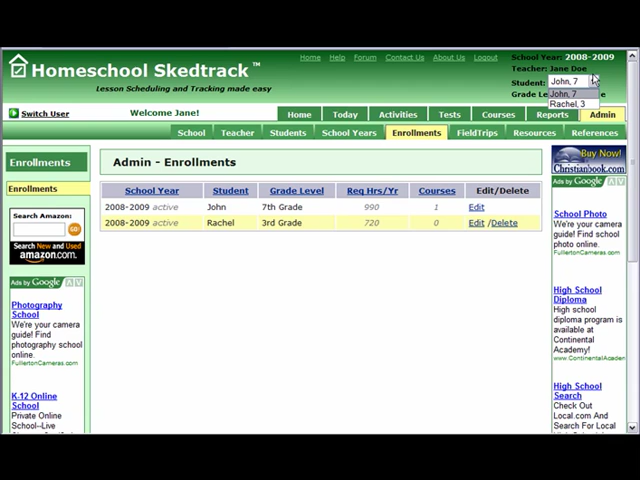 Home Help Forum Contact Us About Us Logout
School Year: 2008-2009
Homeschool Skedtrack ™
Teacher: Jane Doe
Student: John, 7
John, 7
Rachel, 3
Lesson Scheduling and Tracking made easy
Grade Le
Switch User
Welcome Jane!
Home Today Activities Tests Courses Reports Admin
School Teacher Students School Years Enrollments FieldTrips Resources References
Enrollments
Enrollments
Search Amazon:
GO!
Search New and Used
amazon.com
Ads by Google
Photography
School
We're your camera
guide! Find
photography school
online.
FullertonCameras.com
K-12 Online
School
Private Online
School--Live
Admin - Enrollments
School Year Student Grade Level Req Hrs/Yr Courses Edit/Delete
2008-2009 active John 7th Grade 990 1 Edit
2008-2009 active Rachel 3rd Grade 720 0 Edit /Delete
Buy Now!
Christianbook.com
Ads by Google
School Photo
We're your camera
guide! Find school
photo online.
FullertonCameras.com
High School
Diploma
High school
diploma program is
available at
Continental
Academy!
www.ContinentalAcaden
High School
Search
Check Out
Local.com And
Search For Local